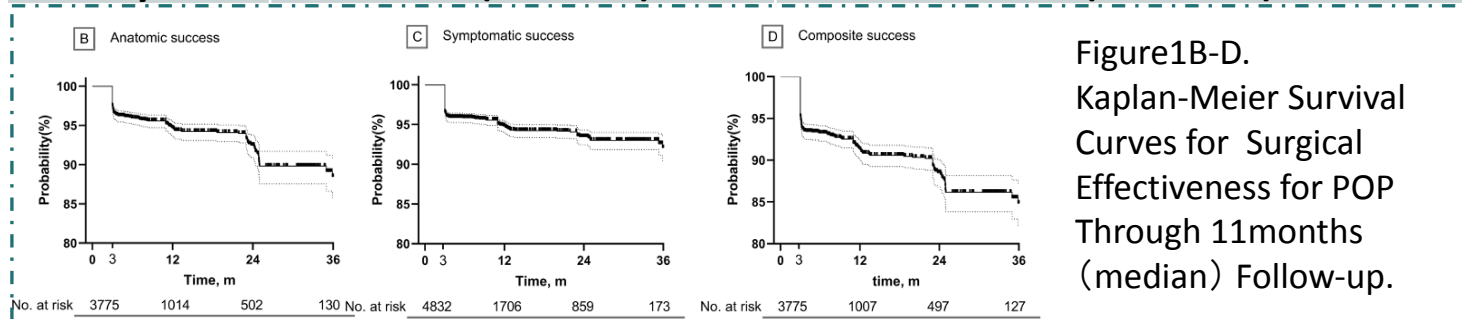 B Anatomic success
100
95
90
85
80
Probability(%)
0 3 12 24 36
Time, m
No. at risk 3775 1014 502 130
C Symptomatic success
100
95
90
85
80
Probability(%)
0 3 12 24 36
Time, m
No. at risk 4832 1706 859 173
D Composite success
100
95
90
85
80
Probability(%)
0 3 12 24 36
time, m
No. at risk 3775 1007 497 127
Figure1B-D.
Kaplan-Meier Survival
Curves for Surgical
Effectiveness for POP
Through 11months
（median）Follow-up.